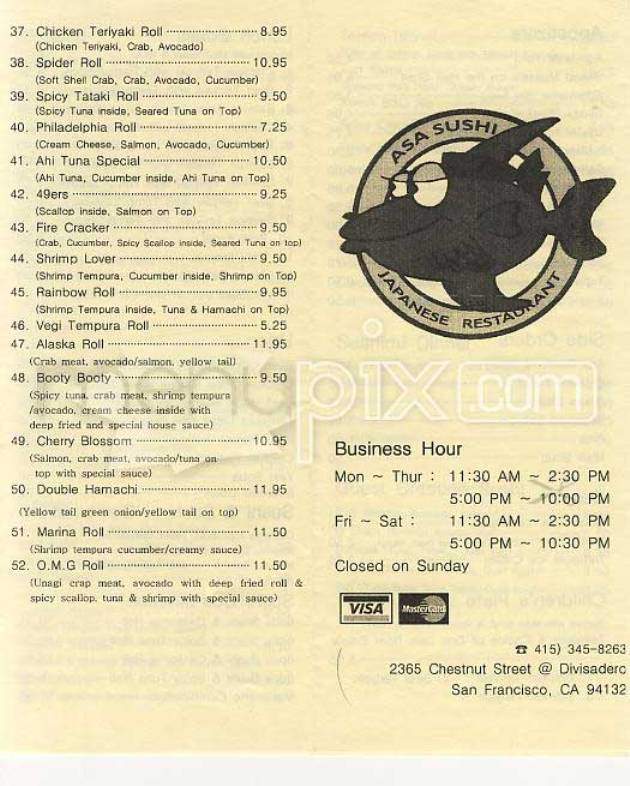 37. Chicken Teriyaki Roll ........................ 8.95
(Chicken Teriyaki, Crab, Avocado)
38. Spider Roll ........................ 10.95
(Soft Shell Crab, Crab, Avocado, Cucumber)
39. Spicy Tataki Roll ........................ 9.50
(Spicy Tuna inside, Seared Tuna on Top)
40. Philadelphia Roll ........................ 7.25
(Cream Cheese, Salmon, Avocado, Cucumber)
41. Ahi Tuna Special ........................ 10.50
(Ahi Tuna, Cucumber inside, Ahi Tuna on Top)
42. 49ers ........................ 9.25
(Scallop inside, Salmon on Top)
43. Fire Cracker ........................ 9.50
(Crab, Cucumber, Spicy Scallop inside, Seared Tuna on top)
44. Shrimp Lover ........................ 9.50
(Shrimp Tempura, Cucumber inside, Shrimp on Top)
45. Rainbow Roll ........................ 9.95
(Shrimp Tempura inside, Tuna & Hamachi on Top)
46. Vegi Tempura Roll ........................ 5.25
47. Alaska Roll ........................ 11.95
(Crab meat, avocado/salmon, yellow tail)
48. Booty Booty ........................ 9.50
(Spicy tuna, crab meat, shrimp tempura
/avocado, cream cheese inside with
deep fried and special house sauce)
49. Cherry Blossom ........................ 10.95
(Salmon, crab meat, avocado/tuna on
top with special sauce)
50. Double Hamachi ........................ 11.95
(Yellow tail green onion/yellow tail on top)
51. Marina Roll ........................ 11.50
(Shrimp tempura cucumber/creamy sauce)
52. O.M.G Roll ........................ 11.50
(Unagi crap meat, avocado with deep fried roll &
spicy scallop, tuna & shrimp with special sauce)
ASA SUSHI
JAPANESE RESTAURANT
menupix.com
Business Hour
Mon ~ Thur : 11:30 AM ~ 2:30 PM
5:00 PM ~ 10:00 PM
Fri ~ Sat : 11:30 AM ~ 2:30 PM
5:00 PM ~ 10:30 PM
Closed on Sunday
VISA MasterCard
☎ 415) 345-8263
2365 Chestnut Street @ Divisadero
San Francisco, CA 94132